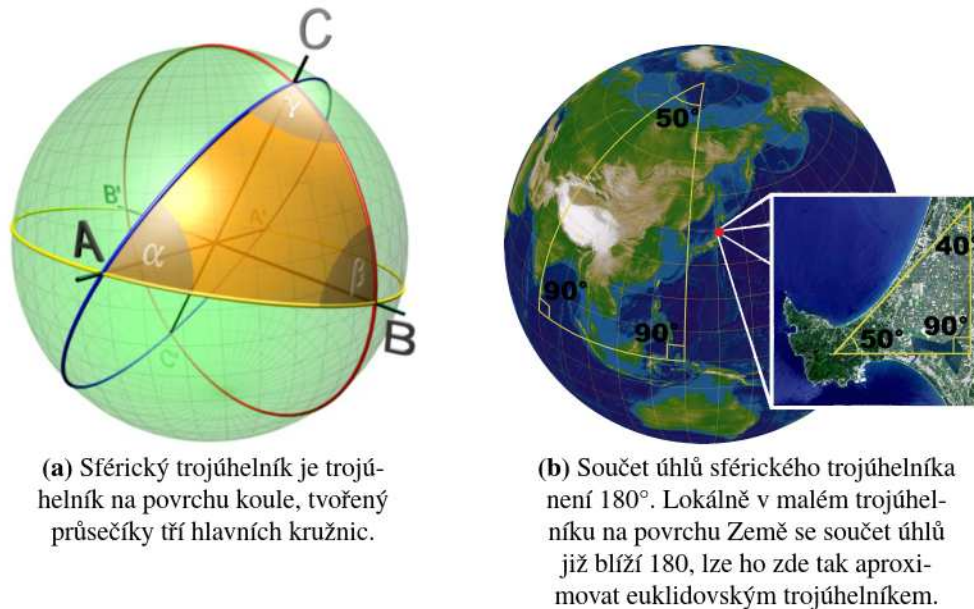 C
γ
B'
A'
A
α
β
B
C'
50°
90°
90°
40°
50°
90°
(a) Sférický trojúhelník je trojú-
helník na povrchu koule, tvořený
průsečíky tří hlavních kružnic.
(b) Součet úhlů sférického trojúhelníka
není 180°. Lokálně v malém trojúhel-
níku na povrchu Země se součet úhlů
již blíží 180, lze ho zde tak aproxi-
movat euklidovským trojúhelníkem.